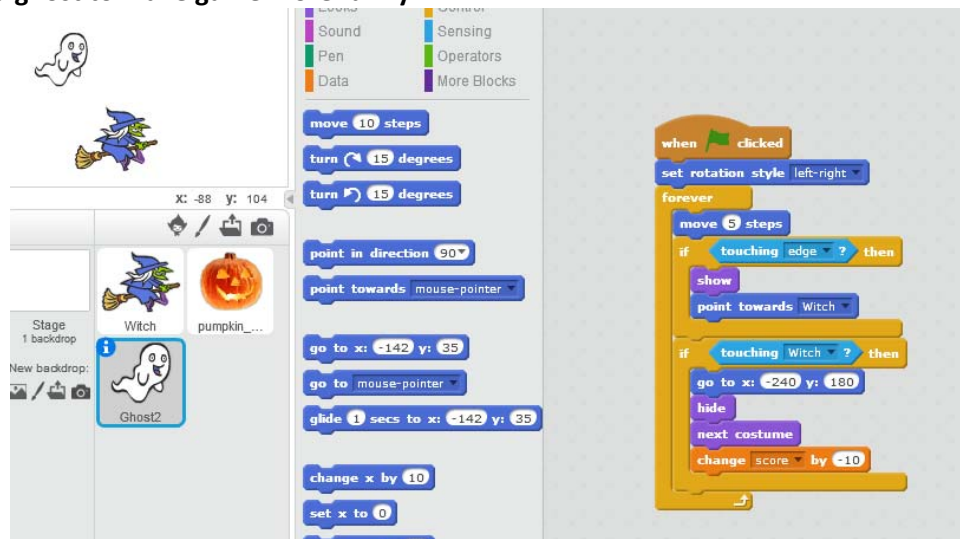 Looks
Control
Sound
Sensing
Pen
Operators
Data
More Blocks
move 10 steps
turn 15 degrees
turn 15 degrees
point in direction 90
point towards mouse-pointer
go to x: -142 y: 35
go to mouse-pointer
glide 1 secs to x: -142 y: 35
change x by 10
set x to 0
x: -88 y: 104
Witch
pumpkin_...
Stage
1 backdrop
New backdrop:
Ghost2
when clicked
set rotation style left-right
forever
move 5 steps
if touching edge ? then
show
point towards Witch
if touching Witch ? then
go to x: -240 y: 180
hide
next costume
change score by -10